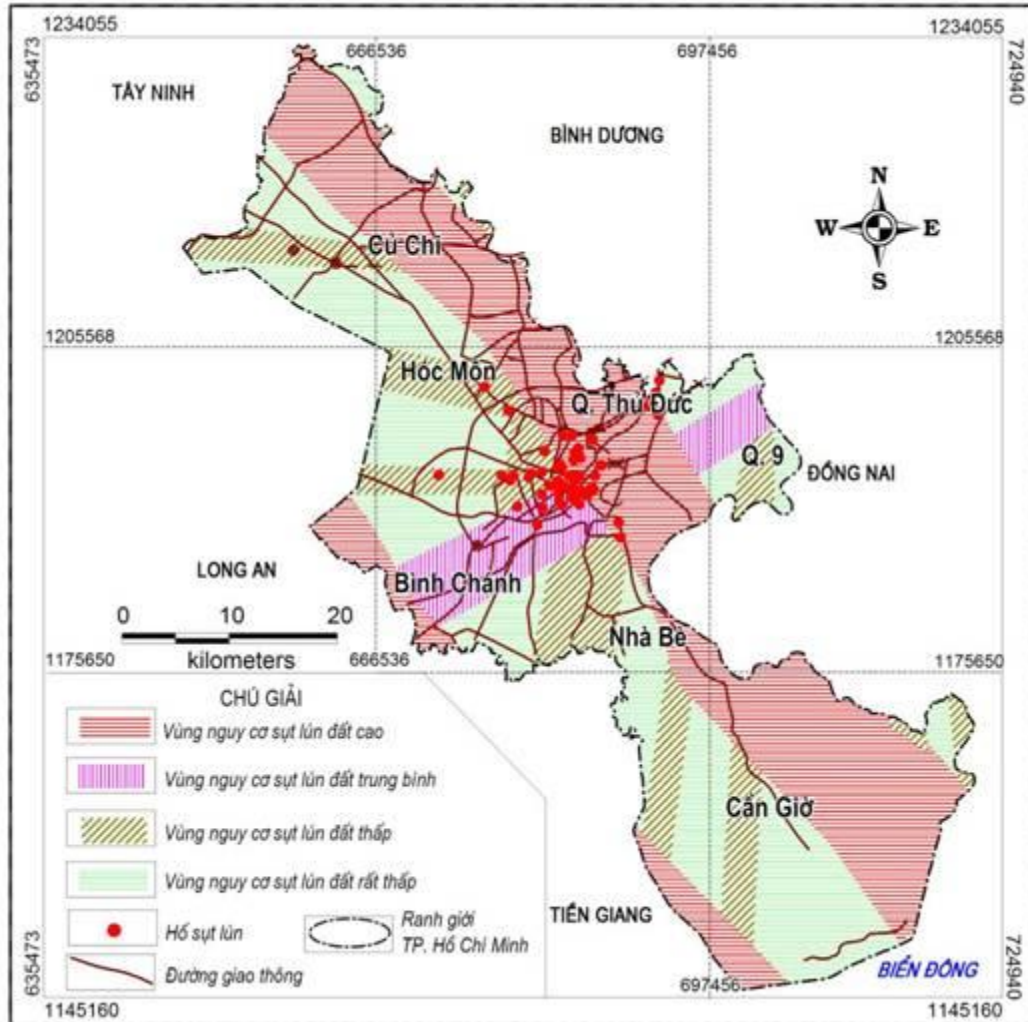 1234055
1234055
635473
666536
697456
724940
TÂY NINH
BÌNH DƯƠNG
N
W
E
S
Củ Chi
1205568
1205568
Hóc Môn
Q. Thủ Đức
Q. 9
ĐỒNG NAI
LONG AN
Bình Chánh
0 10 20
kilometers
Nhà Bè
1175650
666536
1175650
CHÚ GIẢI
Vùng nguy cơ sụt lún đất cao
Vùng nguy cơ sụt lún đất trung bình
Cần Giờ
Vùng nguy cơ sụt lún đất thấp
Vùng nguy cơ sụt lún đất rất thấp
TIỀN GIANG
Hố sụt lún
Ranh giới
TP. Hồ Chí Minh
Đường giao thông
BIỂN ĐÔNG
635473
697456
724940
1145160
1145160